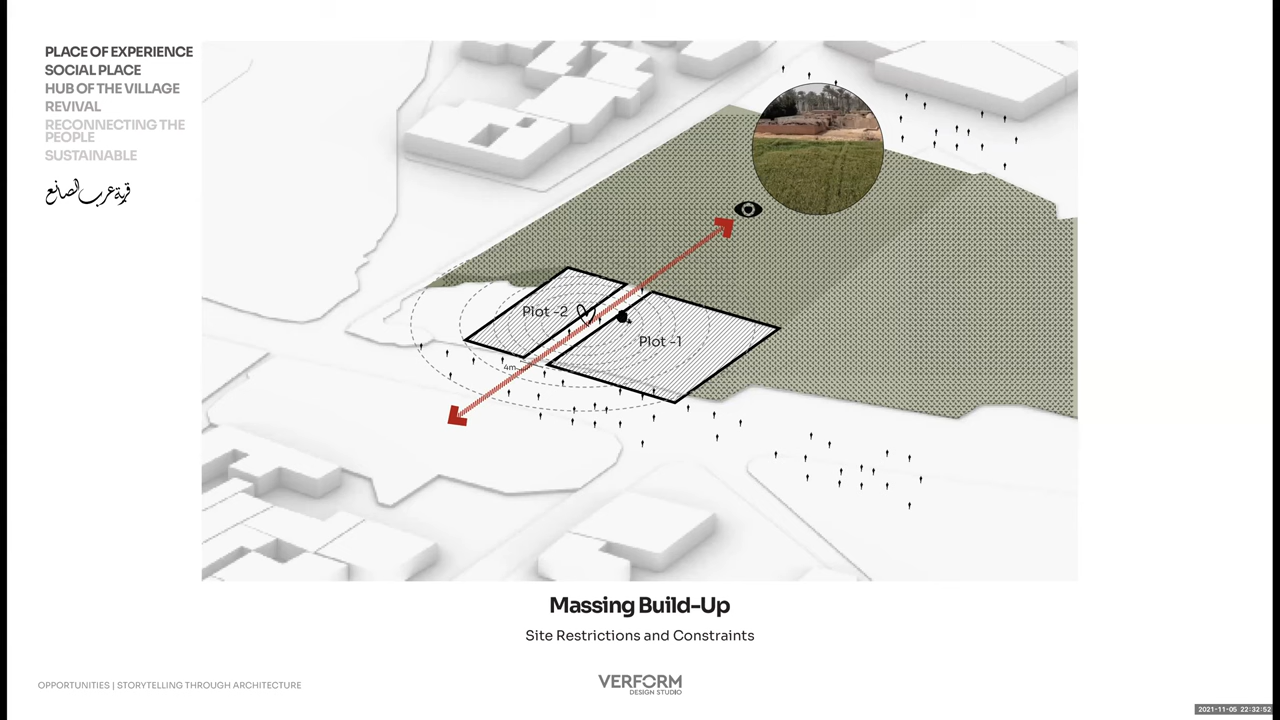 PLACE OF EXPERIENCE
SOCIAL PLACE
HUB OF THE VILLAGE
REVIVAL
RECONNECTING THE
PEOPLE
SUSTAINABLE
قرية عرب الصانع
Plot -2
Plot -1
4m
Massing Build-Up
Site Restrictions and Constraints
OPPORTUNITIES | STORYTELLING THROUGH ARCHITECTURE
VERFORM
DESIGN STUDIO
2021-11-05 22:32:52